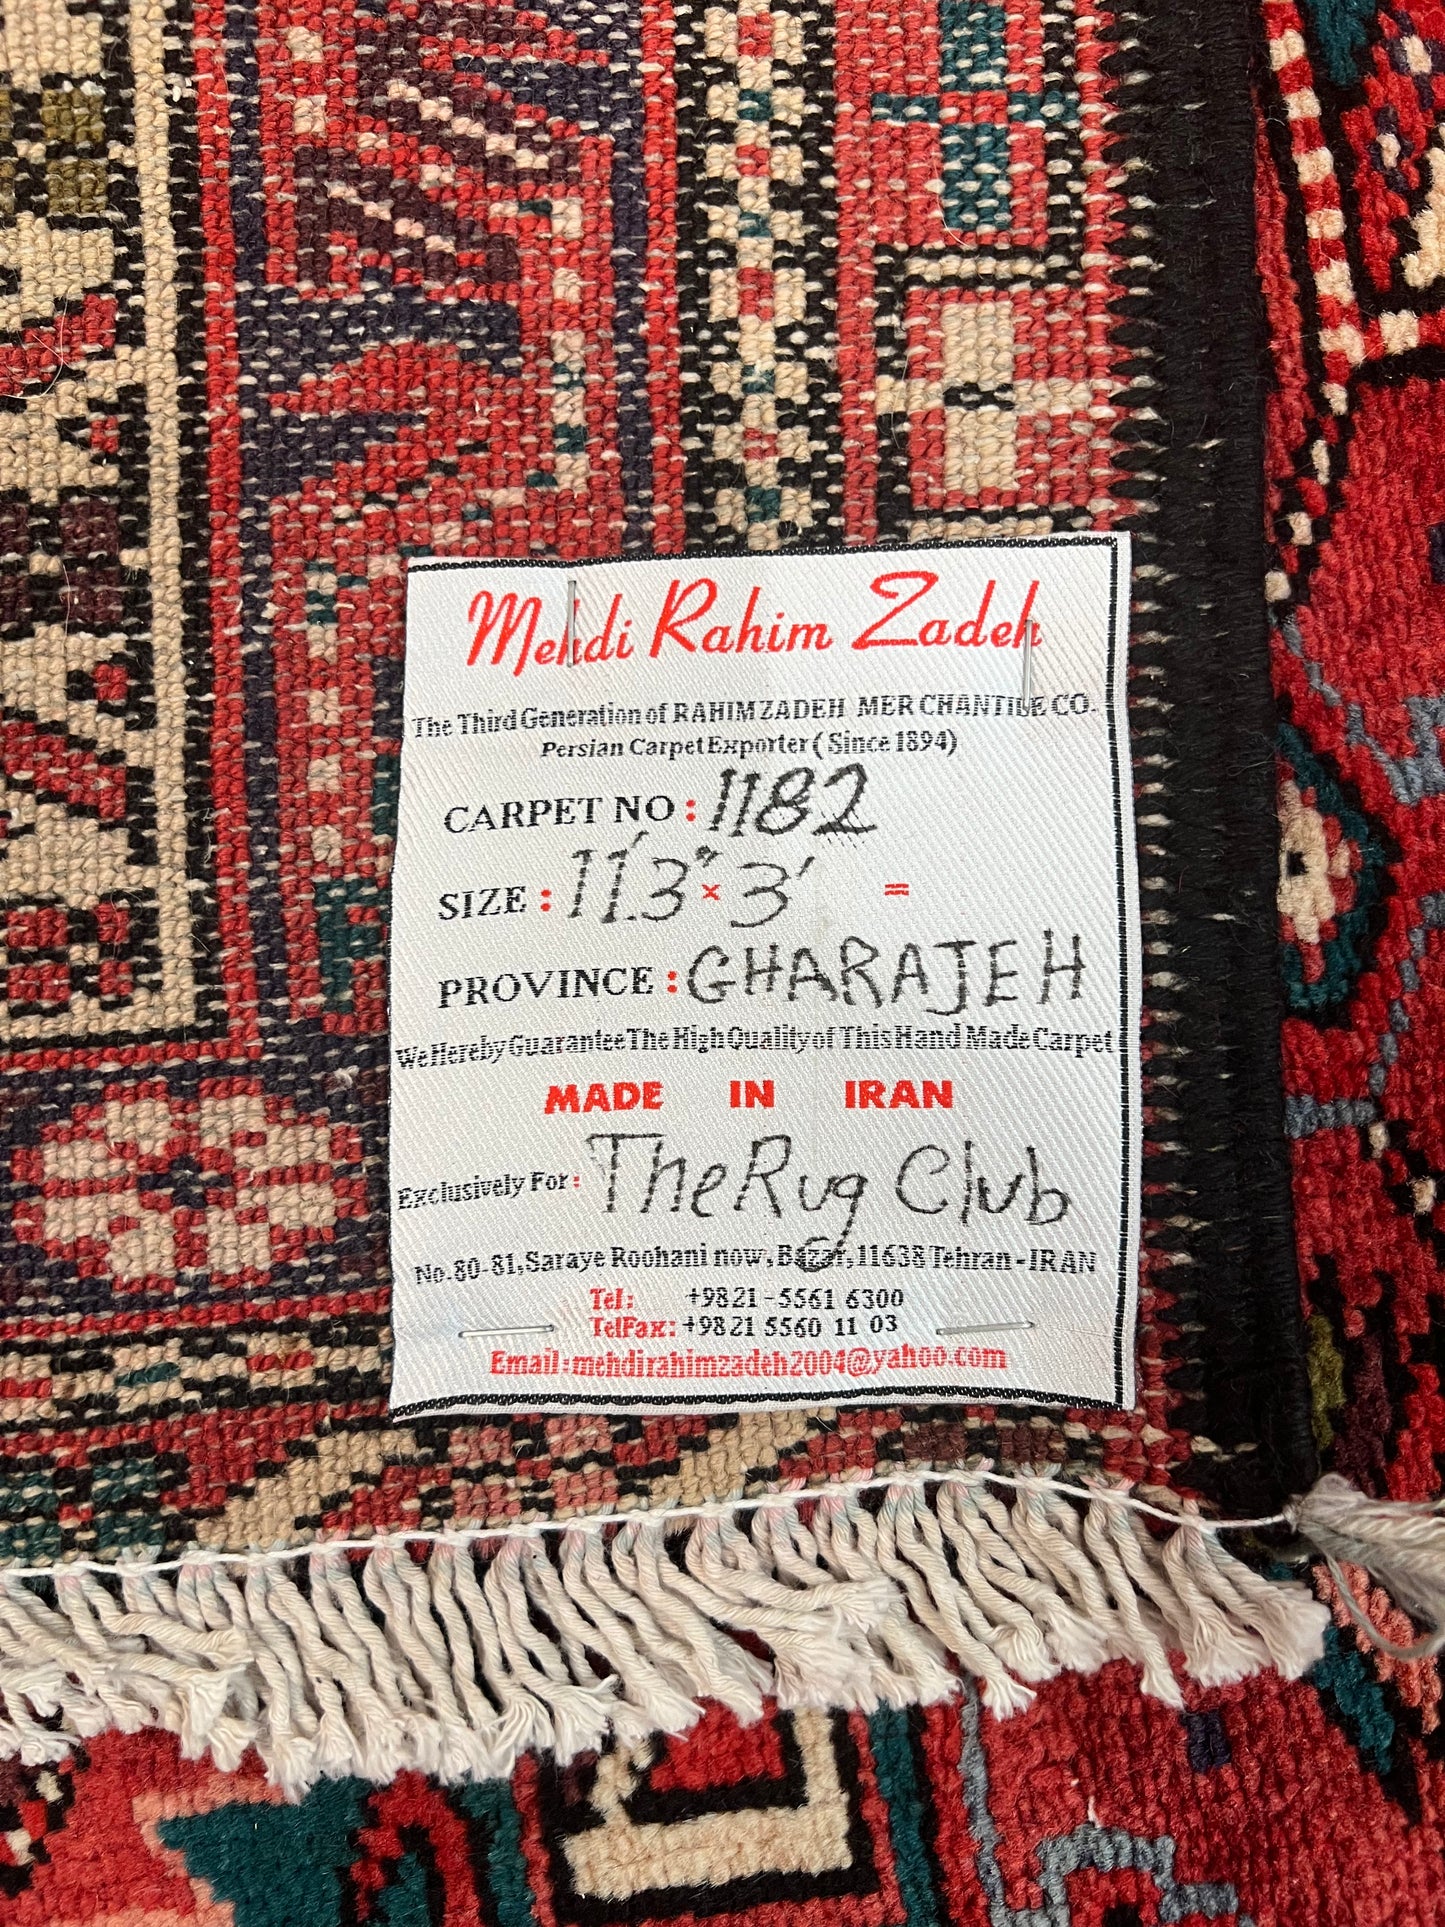 Mehdi Rahim Zadeh
The Third Generation of RAHIMZADEH MERCHANTILE CO.
Persian Carpet Exporter (Since 1894)
CARPET NO : 1182
SIZE : 11'.3" × 3' =
PROVINCE : GHARAJEH
We Hereby Guarantee The High Quality of This Hand Made Carpet
MADE IN IRAN
Exclusively For: The Rug Club
No.80-81, Saraye Roohani now, Bazar, 11638 Tehran - IRAN
Tel: +9821 - 5561 6300
TelFax: +9821 5560 11 03
Email: mehdirahimzadeh2004@yahoo.com